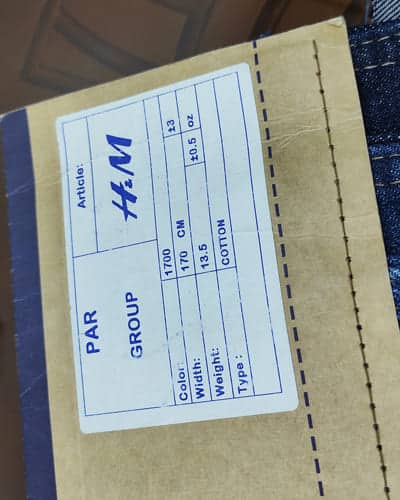 PAR
GROUP
Article:
H&M
Color: 1700
Width: 170 CM ±3
Weight: 13.5 ±0.5 oz
Type : COTTON